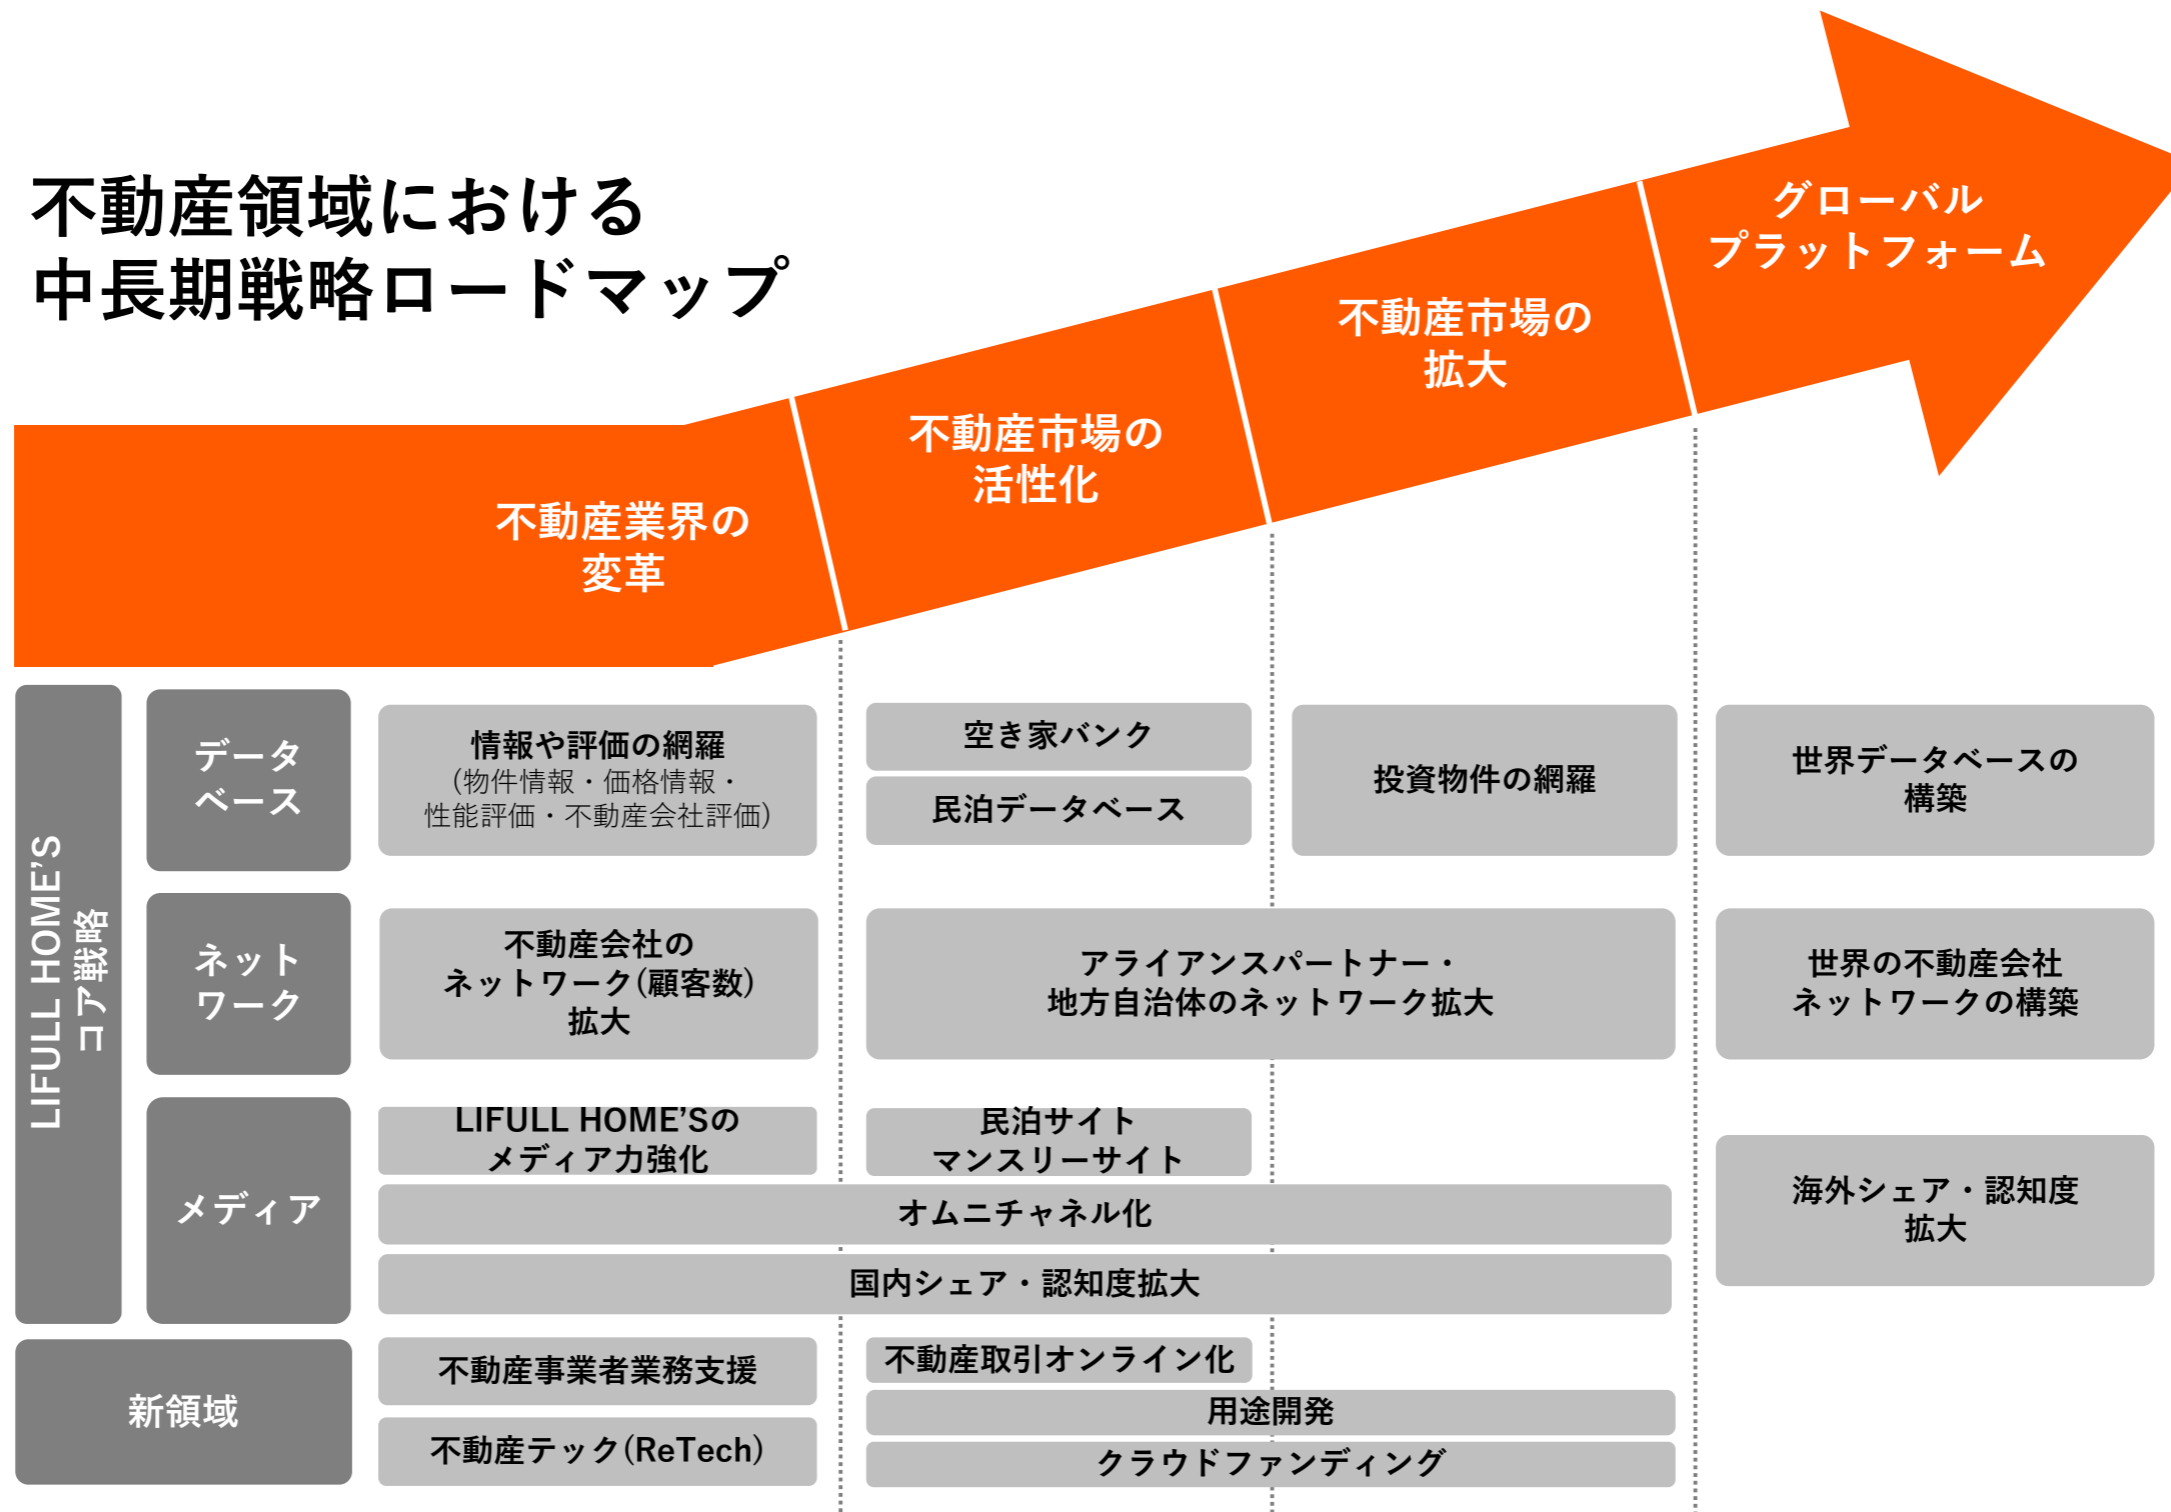 不動産領域における
中長期戦略ロードマップ
グローバル
プラットフォーム
不動産市場の
拡大
不動産市場の
活性化
不動産業界の
変革
LIFULL HOME'S
コア戦略
データ
ベース
情報や評価の網羅
(物件情報・価格情報・
性能評価・不動産会社評価)
空き家バンク
民泊データベース
投資物件の網羅
世界データベースの
構築
ネット
ワーク
不動産会社の
ネットワーク(顧客数)
拡大
アライアンスパートナー・
地方自治体のネットワーク拡大
世界の不動産会社
ネットワークの構築
メディア
LIFULL HOME'Sの
メディア力強化
民泊サイト
マンスリーサイト
オムニチャネル化
国内シェア・認知度拡大
海外シェア・認知度
拡大
新領域
不動産事業者業務支援
不動産テック(ReTech)
不動産取引オンライン化
用途開発
クラウドファンディング